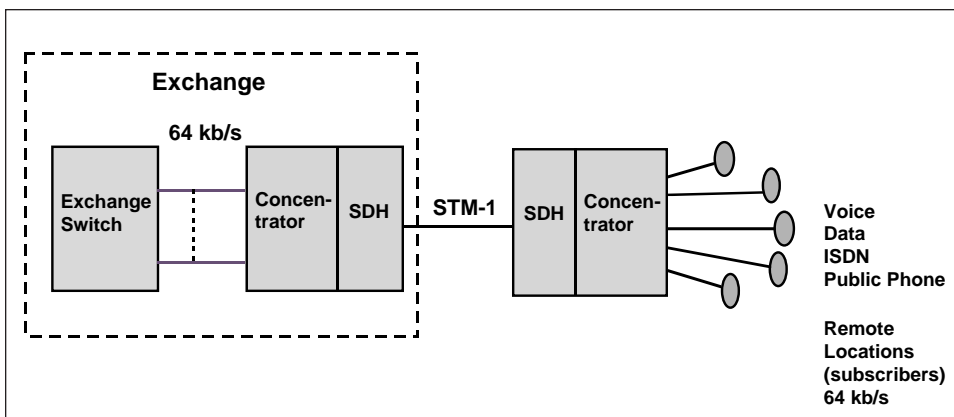 Exchange
64 kb/s
Exchange
Switch
Concen-
trator
SDH
STM-1
SDH
Concen-
trator
Voice
Data
ISDN
Public Phone
Remote
Locations
(subscribers)
64 kb/s